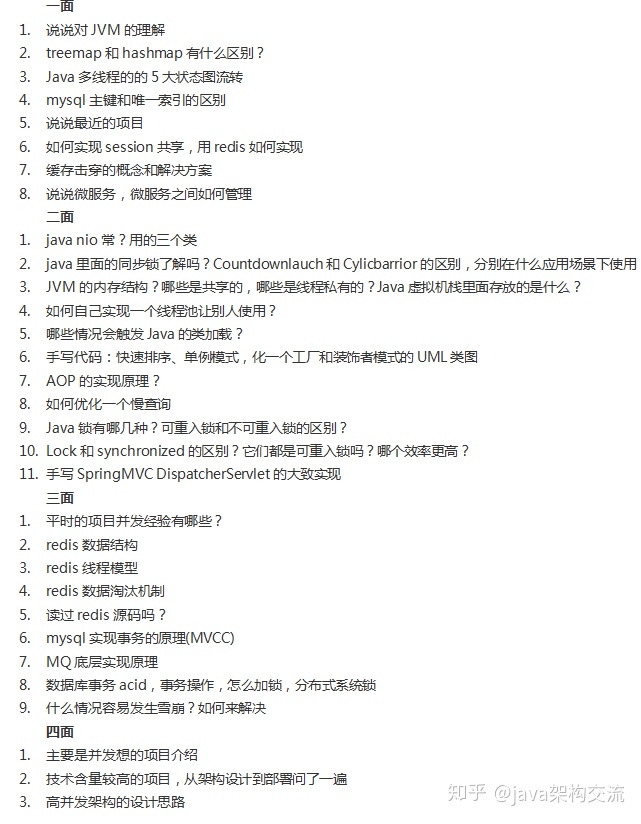 一面
1. 说说对 JVM 的理解
2. treemap 和 hashmap 有什么区别？
3. Java 多线程的的 5 大状态图流转
4. mysql 主键和唯一索引的区别
5. 说说最近的项目
6. 如何实现 session 共享，用 redis 如何实现
7. 缓存击穿的概念和解决方案
8. 说说微服务，微服务之间如何管理
二面
1. java nio 常？用的三个类
2. java 里面的同步锁了解吗？Countdownlauch 和 Cylicbarrior 的区别，分别在什么应用场景下使用
3. JVM 的内存结构？哪些是共享的，哪些是线程私有的？Java 虚拟机栈里面存放的是什么？
4. 如何自己实现一个线程池让别人使用？
5. 哪些情况会触发 Java 的类加载？
6. 手写代码：快速排序、单例模式，化一个工厂和装饰者模式的 UML 类图
7. AOP 的实现原理？
8. 如何优化一个慢查询
9. Java 锁有哪几种？可重入锁和不可重入锁的区别？
10. Lock 和 synchronized 的区别？它们都是可重入锁吗？哪个效率更高？
11. 手写 SpringMVC DispatcherServlet 的大致实现
三面
1. 平时的项目并发经验有哪些？
2. redis 数据结构
3. redis 线程模型
4. redis 数据淘汰机制
5. 读过 redis 源码吗？
6. mysql 实现事务的原理(MVCC)
7. MQ 底层实现原理
8. 数据库事务 acid，事务操作，怎么加锁，分布式系统锁
9. 什么情况容易发生雪崩？如何来解决
四面
1. 主要是并发想的项目介绍
2. 技术含量较高的项目，从架构设计到部署问了一遍
3. 高并发架构的设计思路
知乎 @java架构交流